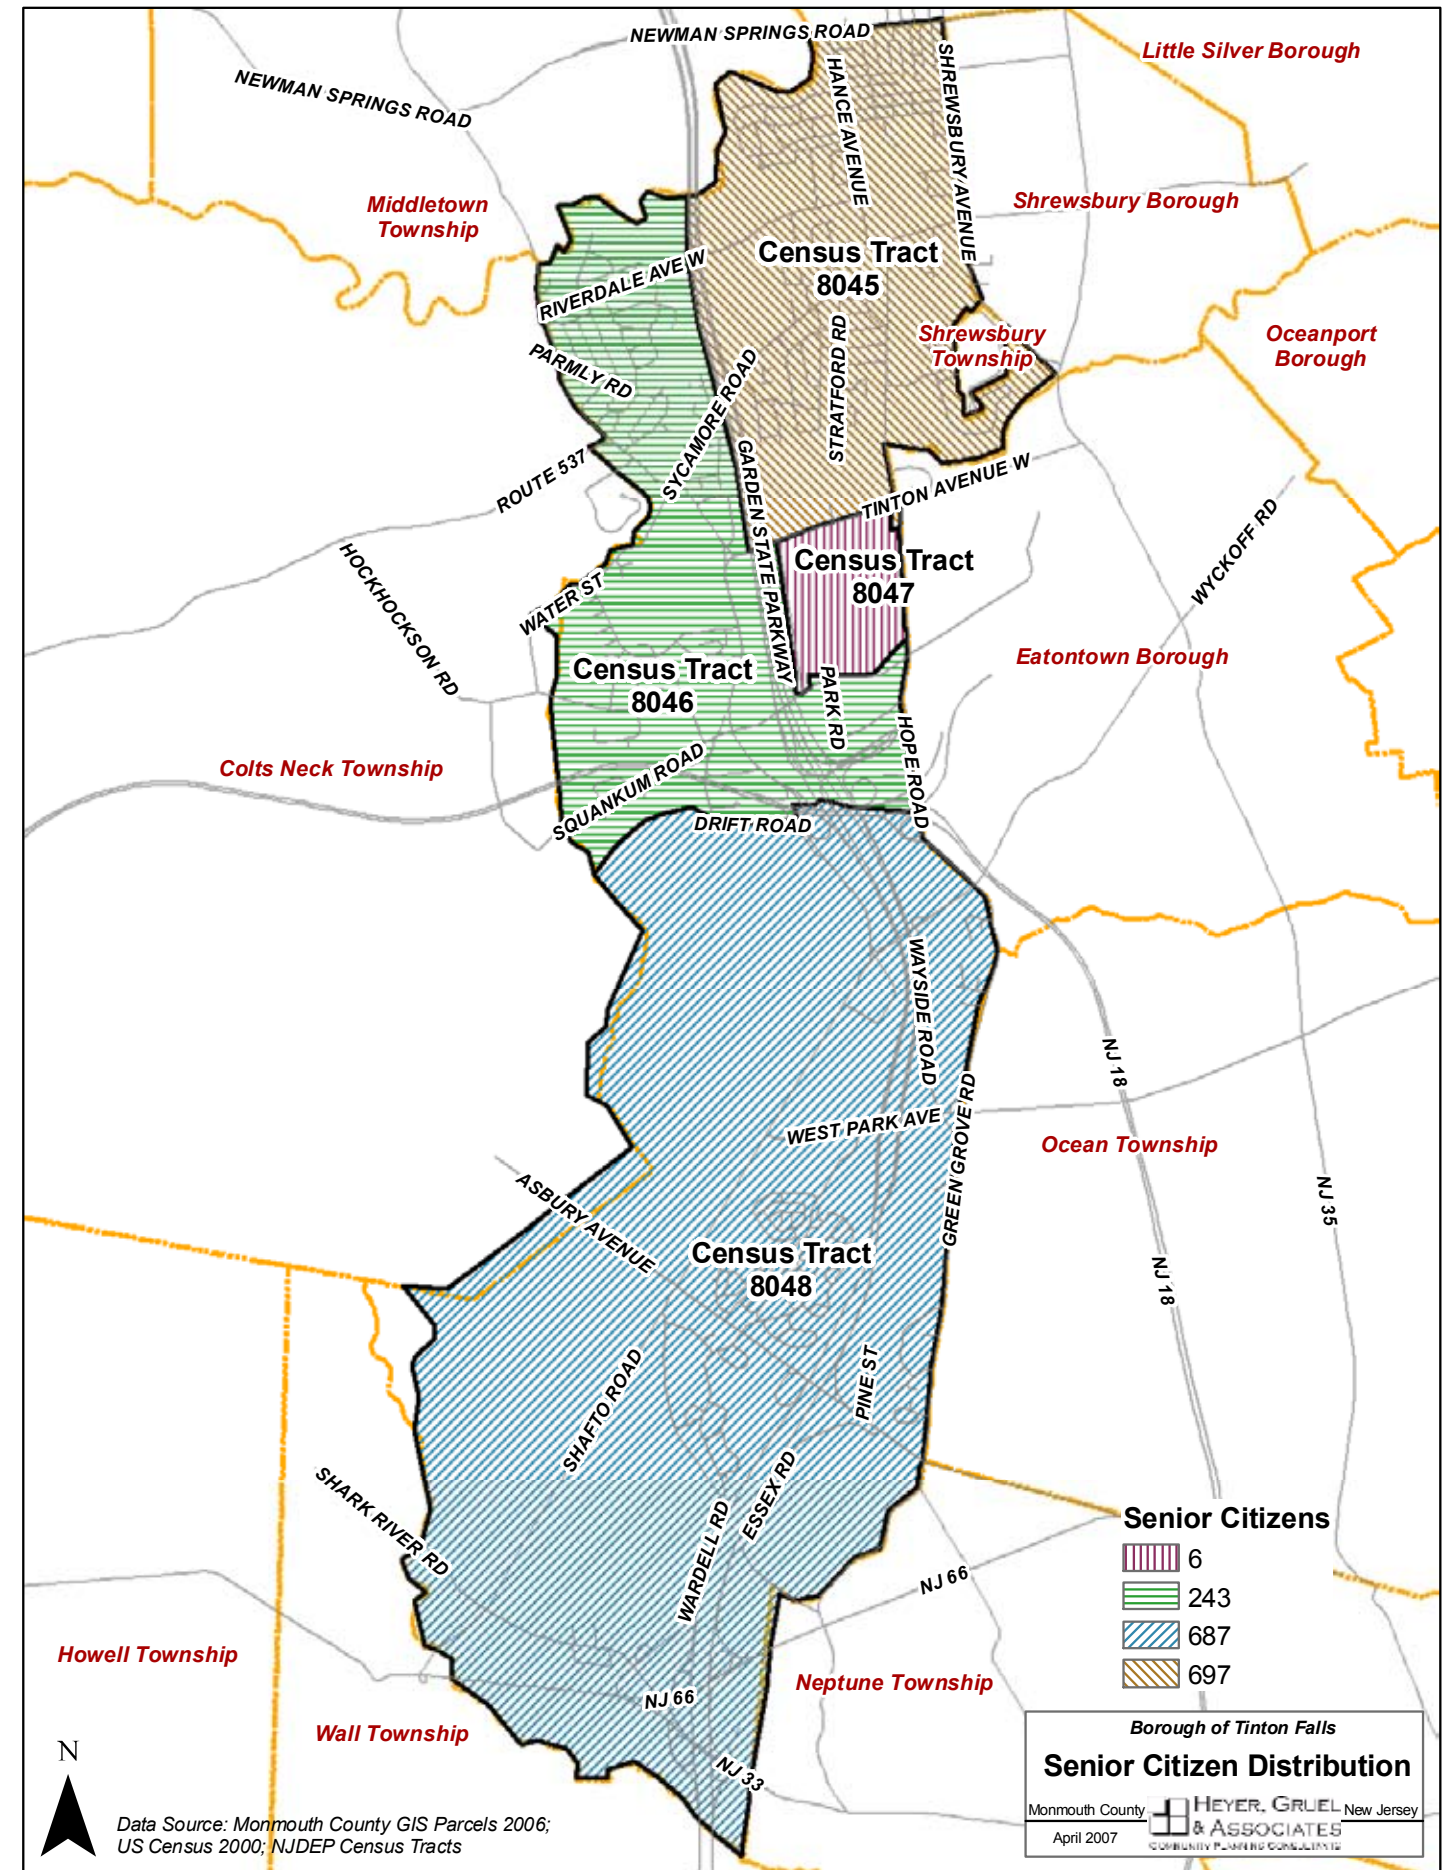 NEWMAN SPRINGS ROAD
Little Silver Borough
NEWMAN SPRINGS ROAD
HANCE AVENUE
SHREWSBURY AVENUE
Middletown
Township
Shrewsbury Borough
Census Tract
8045
RIVERDALE AVE W
PARMLY RD
SYCAMORE ROAD
STRATFORD RD
Shrewsbury
Township
Oceanport
Borough
ROUTE 537
GARDEN STATE PARKWAY
TINTON AVENUE W
WYCKOFF RD
HOCKHOCKSON RD
Census Tract
8047
WATER ST
Census Tract
8046
PARK RD
Eatontown Borough
HOPE ROAD
Colts Neck Township
SQUANKUM ROAD
DRIFT ROAD
WAYSIDE ROAD
NJ 18
GREEN GROVE RD
WEST PARK AVE
Ocean Township
ASBURY AVENUE
NJ 35
Census Tract
8048
NJ 18
SHAFTO ROAD
PINE ST
SHARK RIVER RD
ESSEX RD
WARDELL RD
NJ 66
Senior Citizens
6
243
687
697
Howell Township
Neptune Township
NJ 66
Wall Township
NJ 33
N
Data Source: Monmouth County GIS Parcels 2006;
US Census 2000; NJDEP Census Tracts
Borough of Tinton Falls
Senior Citizen Distribution
Monmouth County
HEYER, GRUEL
New Jersey
& ASSOCIATES
April 2007
COMMUNITY PLANNING CONSULTANTS